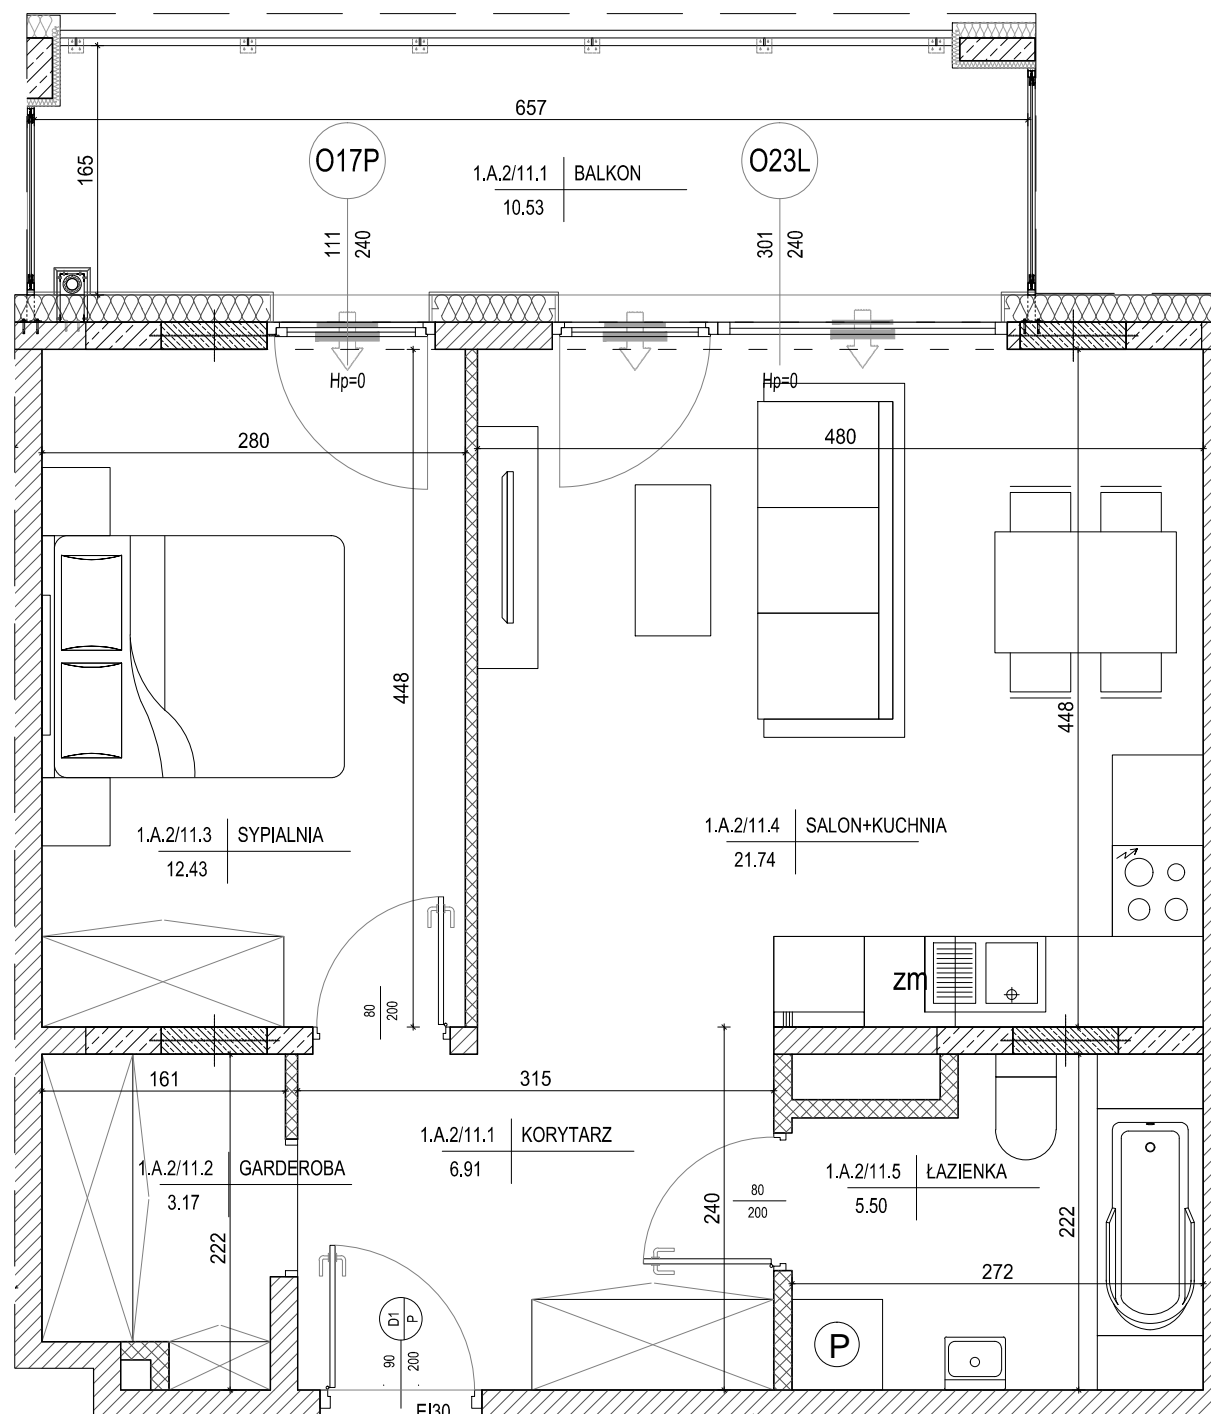 657
165
O17P
O23L
1.A.2/11.1 BALKON
10.53
111
240
301
240
Hp=0
Hp=0
280
480
448
448
1.A.2/11.3 SYPIALNIA
12.43
1.A.2/11.4 SALON+KUCHNIA
21.74
zm
80
200
161
315
1.A.2/11.1 KORYTARZ
6.91
1.A.2/11.2 GARDEROBA
3.17
1.A.2/11.5 ŁAZIENKA
5.50
80
200
222
240
222
272
D1
P
90
200
P
EI30